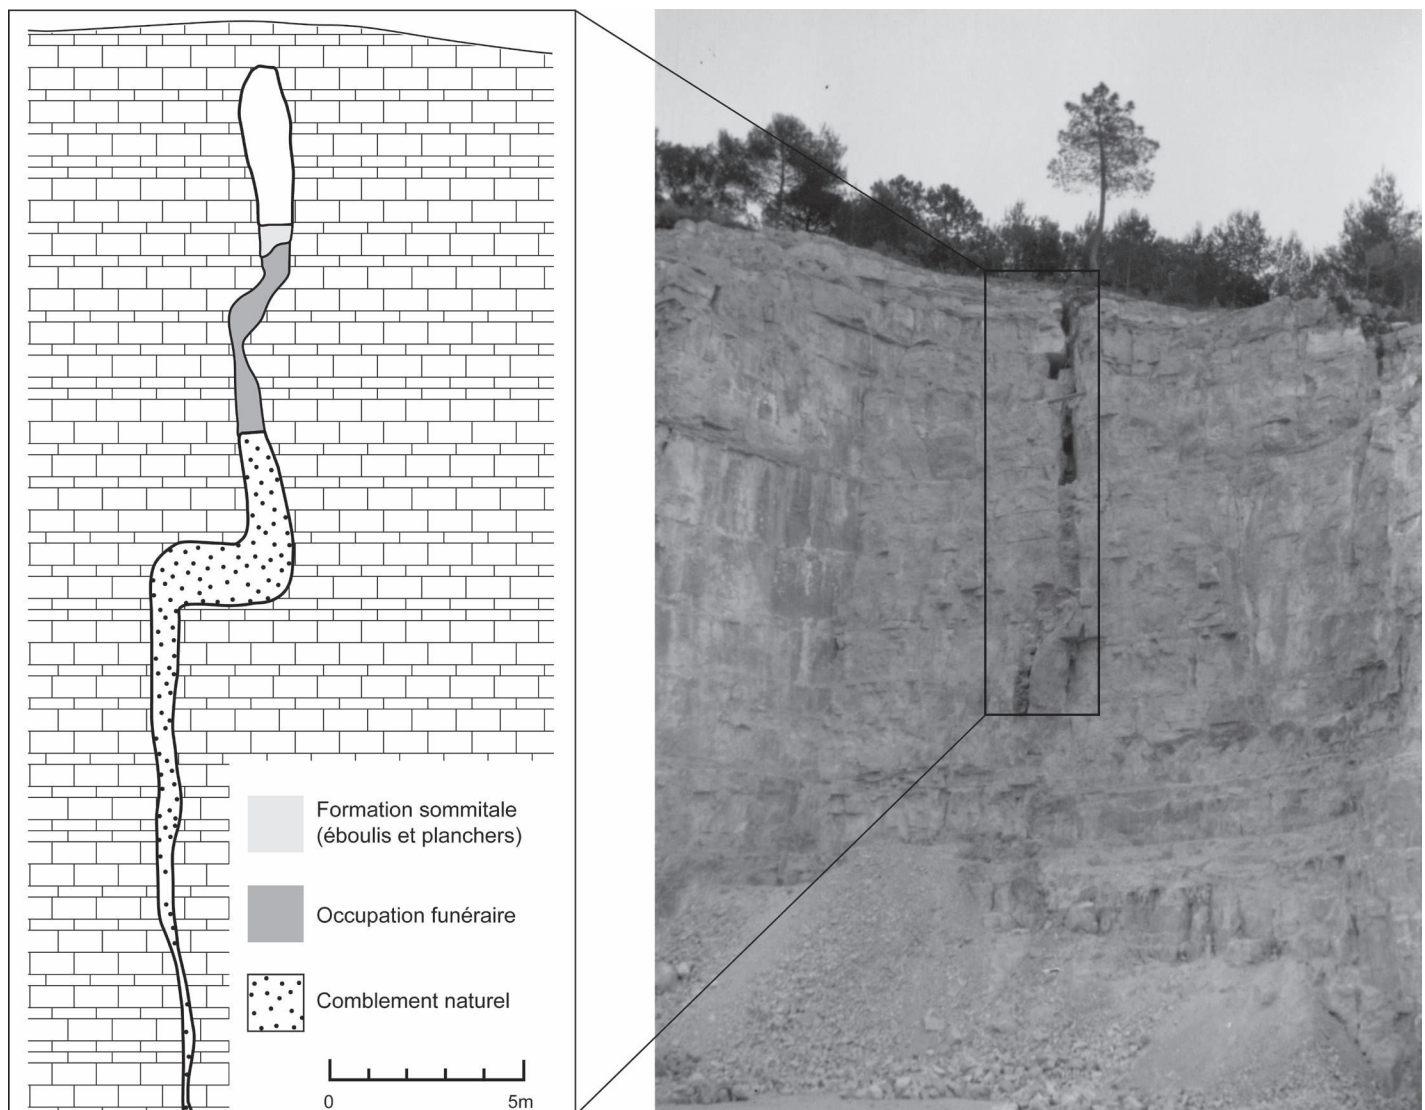 Formation sommitale
(éboulis et planchers)
Occupation funéraire
Comblement naturel
0 5m